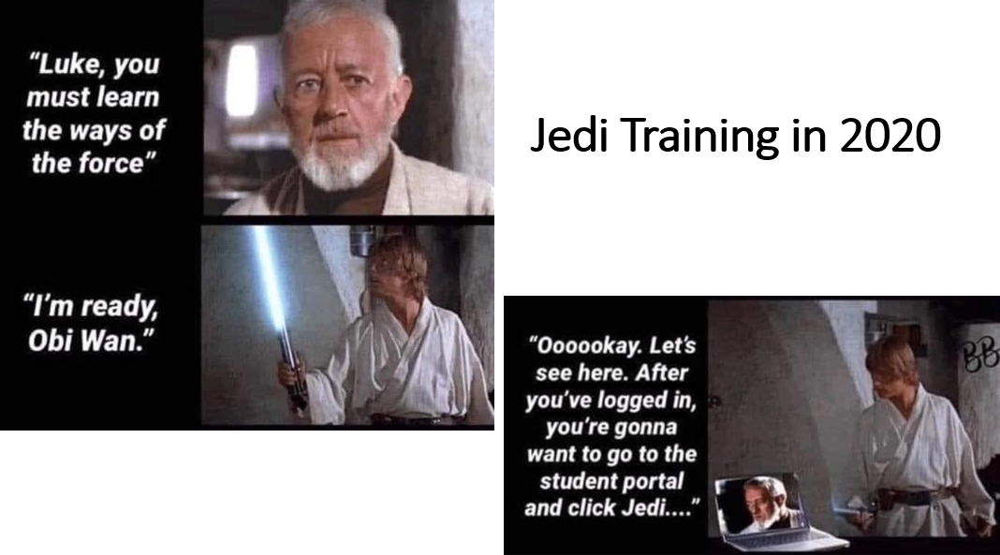 “Luke, you
must learn
the ways of
the force”
“I’m ready,
Obi Wan.”
Jedi Training in 2020
“Ooookay. Let’s
see here. After
you’ve logged in,
you’re gonna
want to go to the
student portal
and click Jedi....”
BB